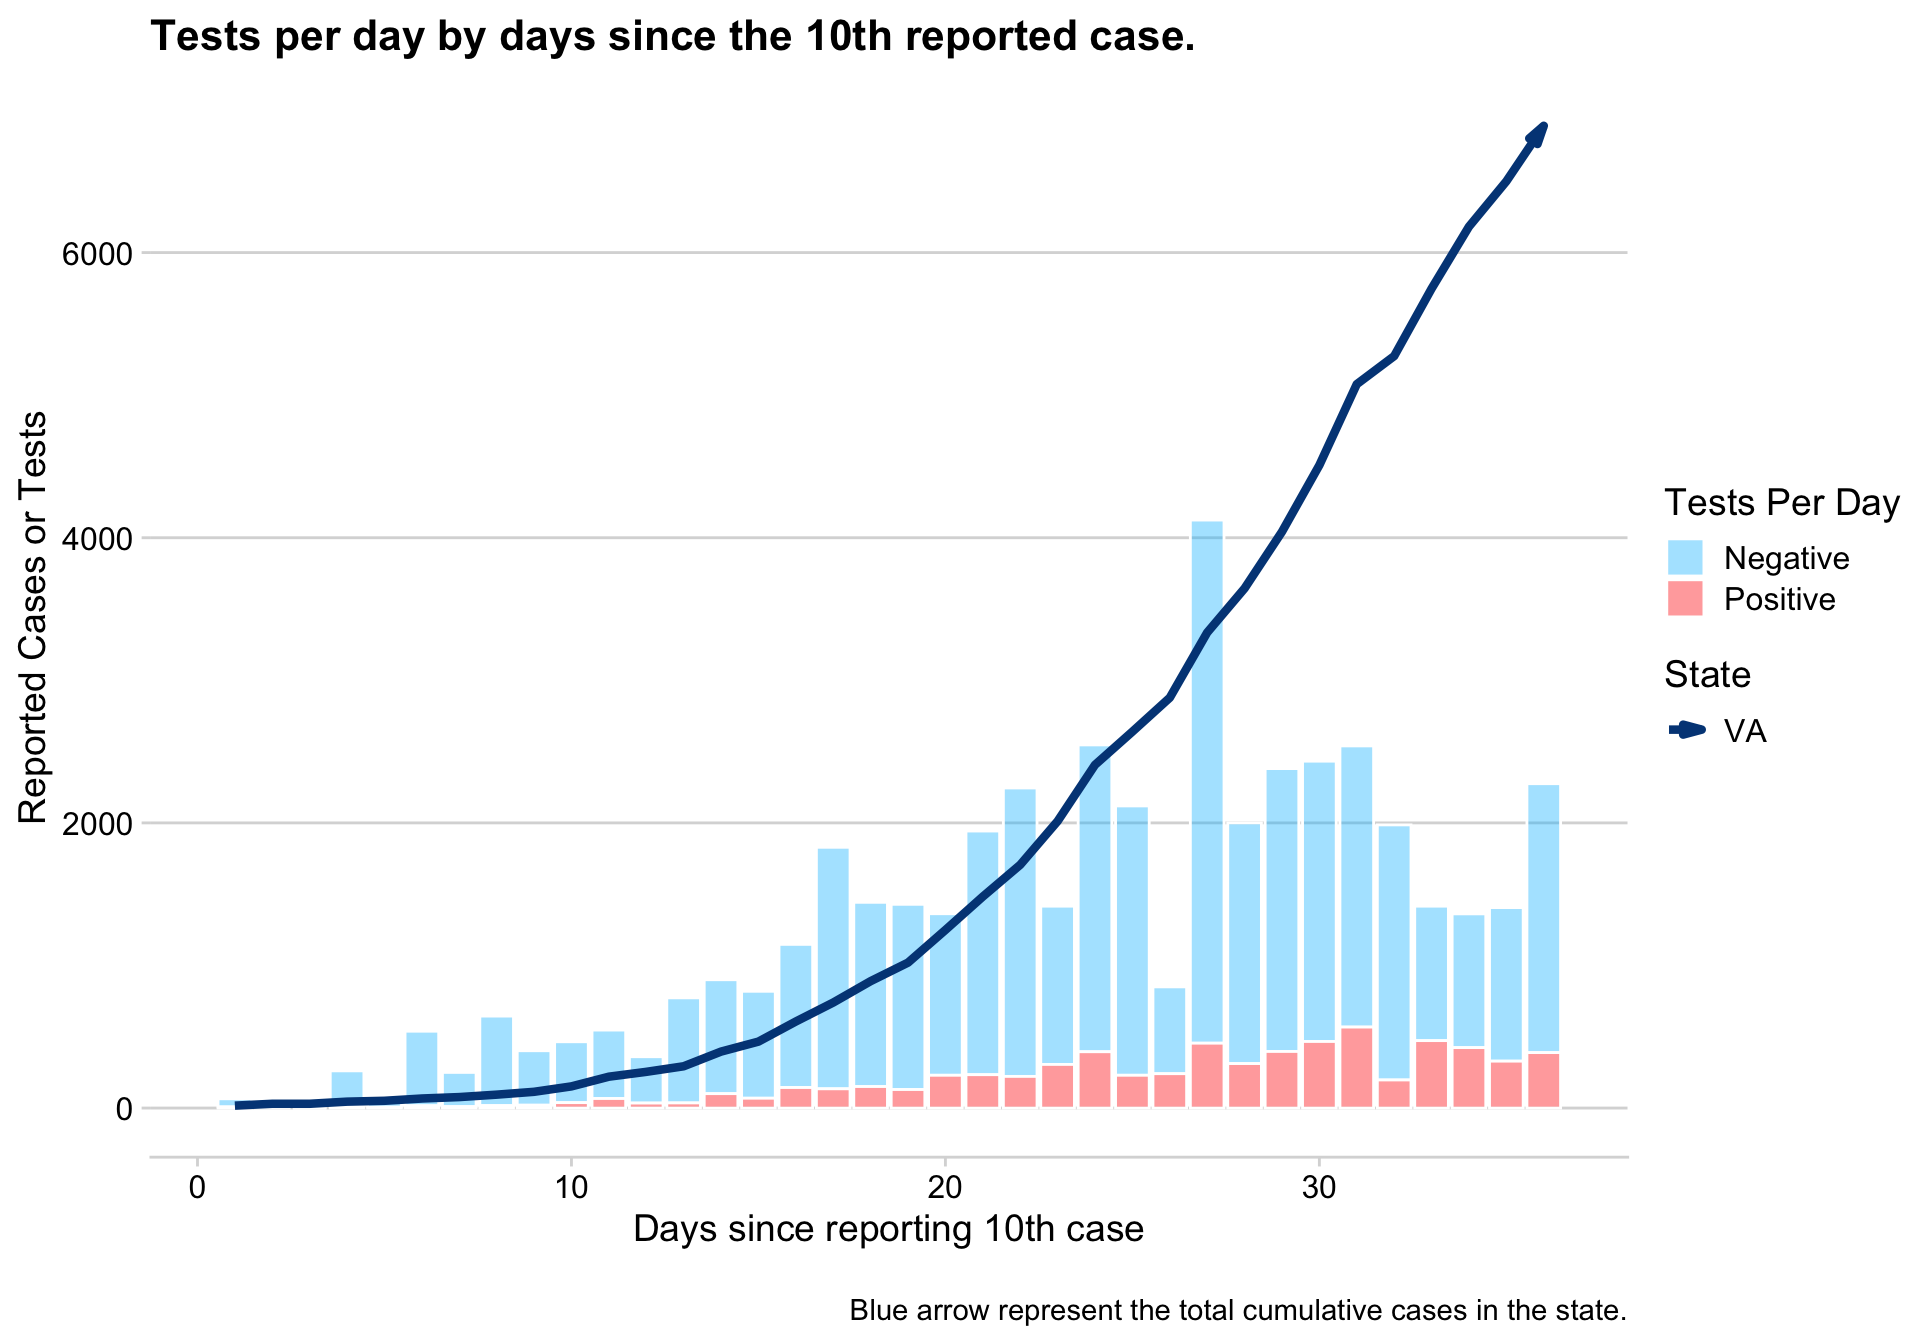 Tests per day by days since the 10th reported case.
Reported Cases or Tests
6000
4000
2000
0
0 10 20 30
Days since reporting 10th case
Tests Per Day
Negative
Positive
State
VA
Blue arrow represent the total cumulative cases in the state.